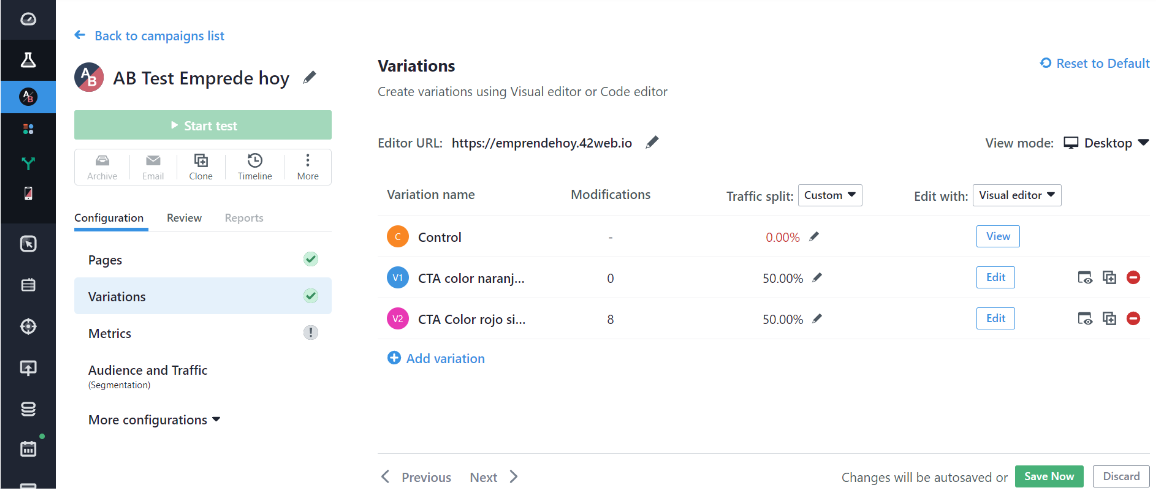 Back to campaigns list
AB AB Test Emprede hoy
Start test
Archive Email Clone Timeline More
Configuration Review Reports
Pages
Variations
Metrics
Audience and Traffic
(Segmentation)
More configurations
Variations
Reset to Default
Create variations using Visual editor or Code editor
Editor URL: https://emprendehoy.42web.io View mode: Desktop
Variation name Modifications Traffic split: Custom Edit with: Visual editor
C Control - 0.00% View
V1 CTA color naranj... 0 50.00% Edit
V2 CTA Color rojo si... 8 50.00% Edit
Add variation
Previous Next Changes will be autosaved or Save Now Discard